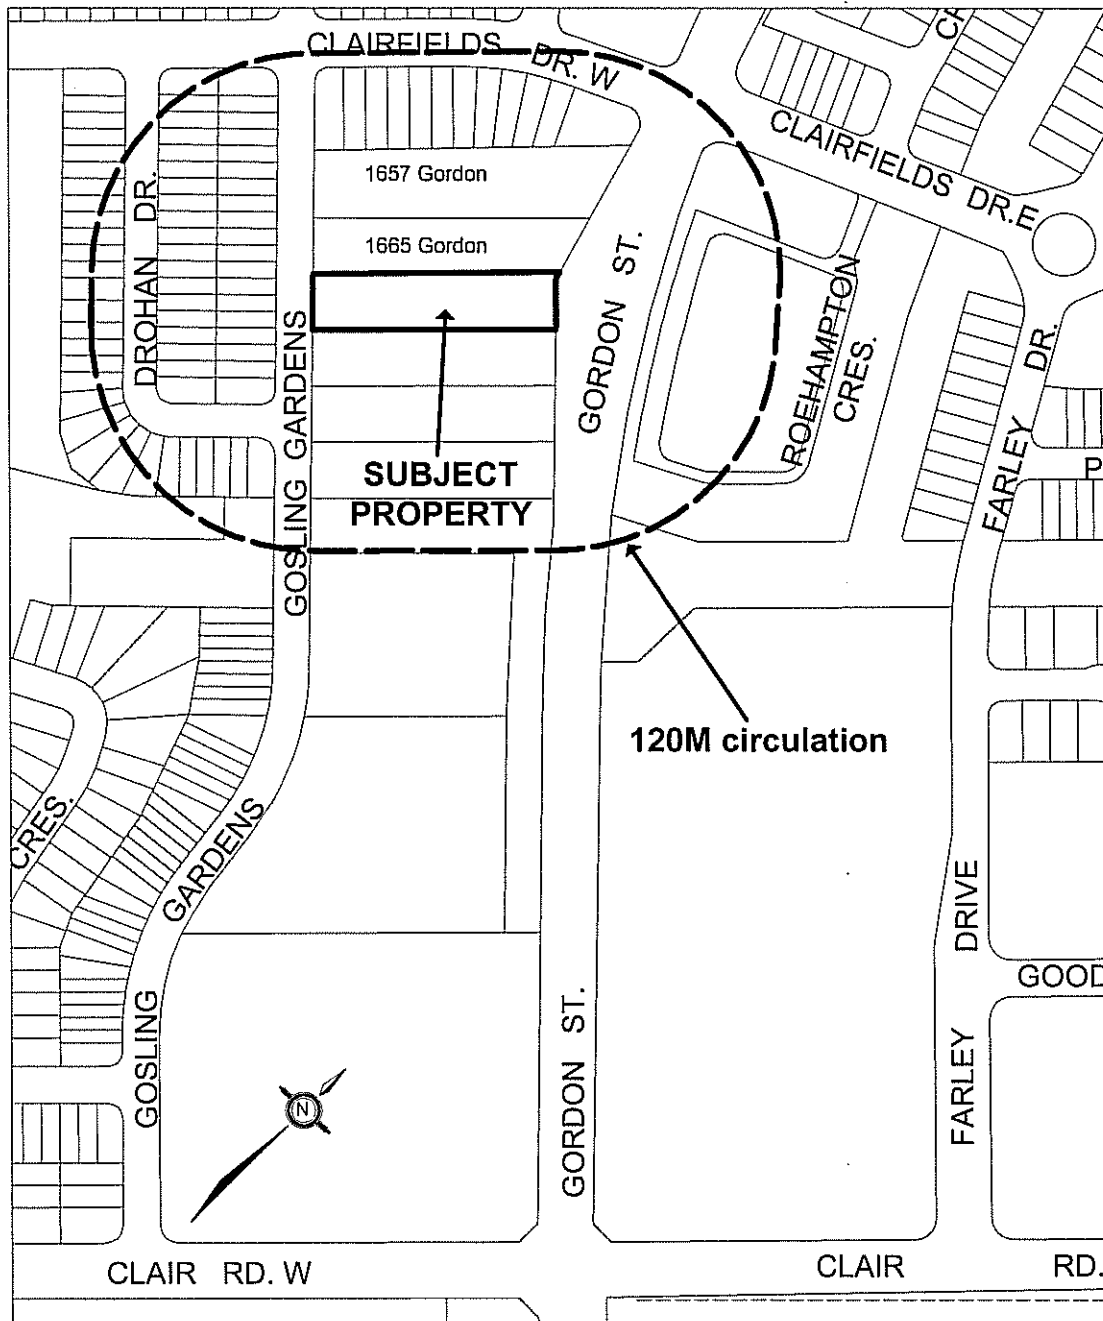 CLAIRFIELDS
DR. W
CLAIRFIELDS DR.E
1657 Gordon
1665 Gordon
DROHAN DR.
GOSLING GARDENS
GORDON ST.
ROEHAMPTON
CRES.
FARLEY DR.
SUBJECT
PROPERTY
120M circulation
CRES.
GARDENS
GOSLING
GORDON ST.
FARLEY DRIVE
GOOD
N
CLAIR RD. W
CLAIR RD.
P